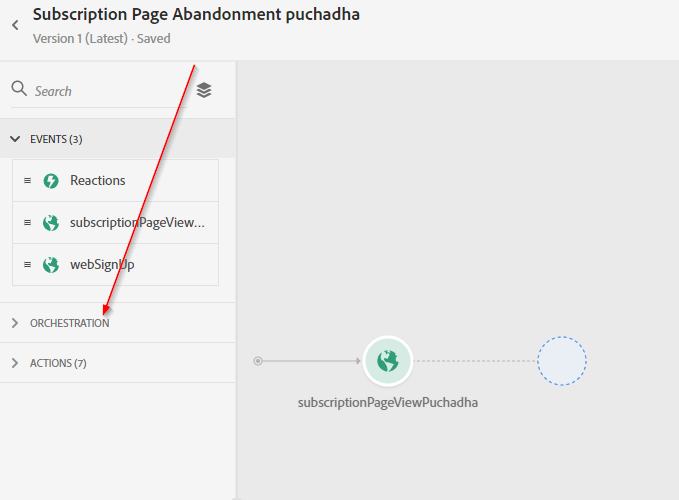 Subscription Page Abandonment puchadha
Version 1 (Latest) · Saved
Search
EVENTS (3)
Reactions
subscriptionPageView...
webSignUp
ORCHESTRATION
ACTIONS (7)
subscriptionPageViewPuchadha